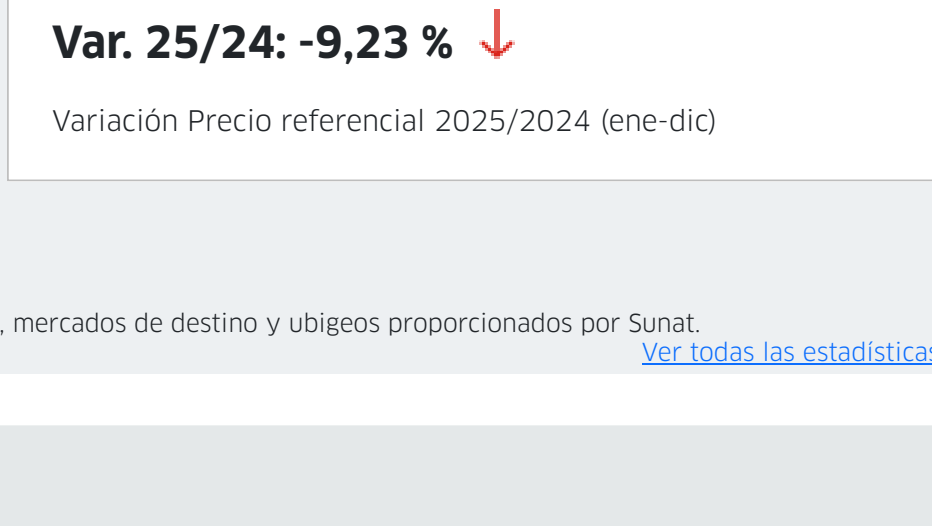 Var. 25/24: -9,23 %
Variación Precio referencial 2025/2024 (ene-dic)
, mercados de destino y ubigeos proporcionados por Sunat.
Ver todas las estadísticas